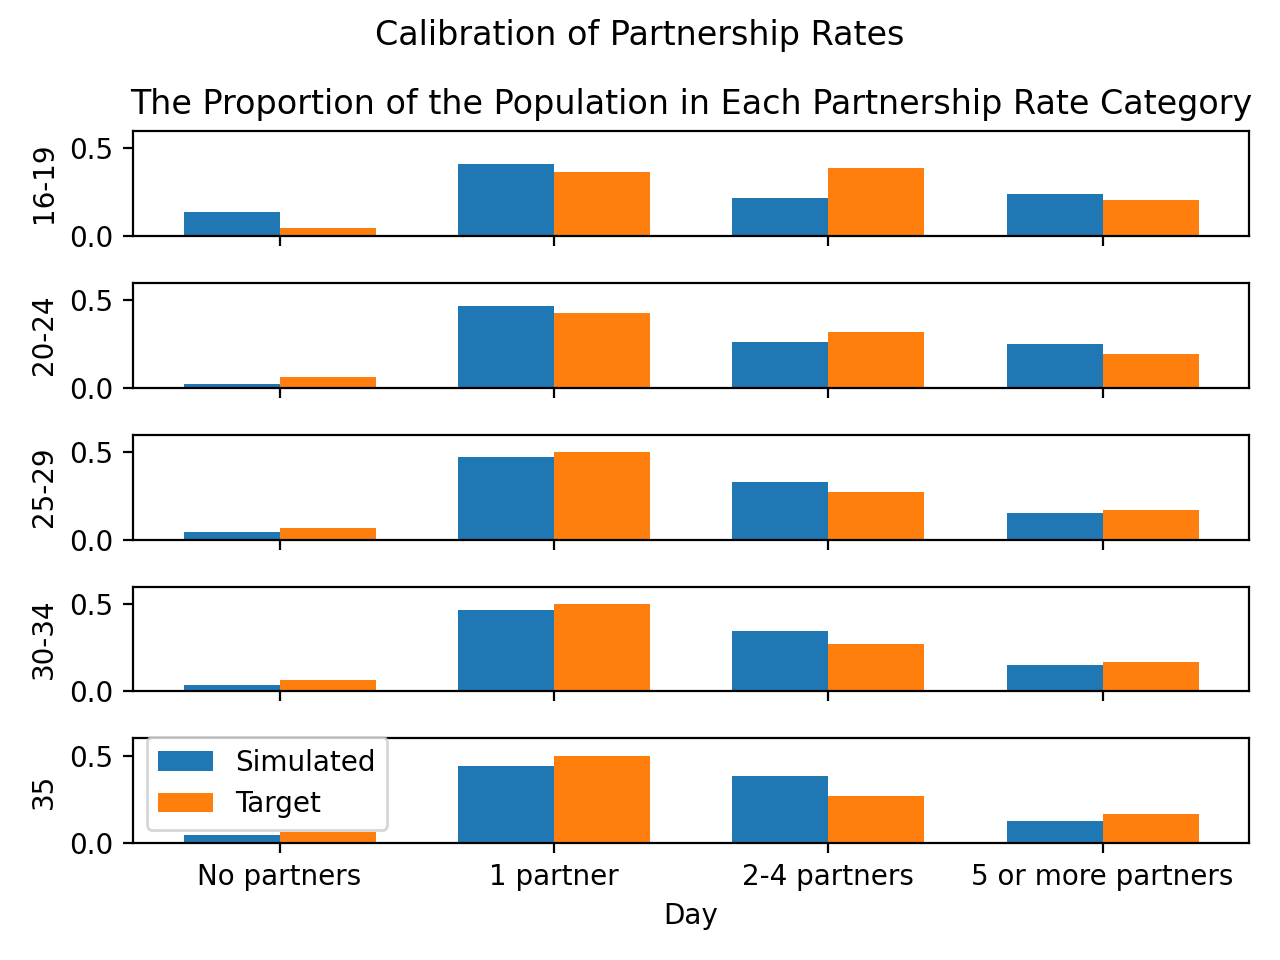 Calibration of Partnership Rates
The Proportion of the Population in Each Partnership Rate Category
0.5
16-19
0.0
0.5
20-24
0.0
0.5
25-29
0.0
0.5
30-34
0.0
0.5
Simulated
35
Target
0.0
No partners 1 partner 2-4 partners 5 or more partners
Day